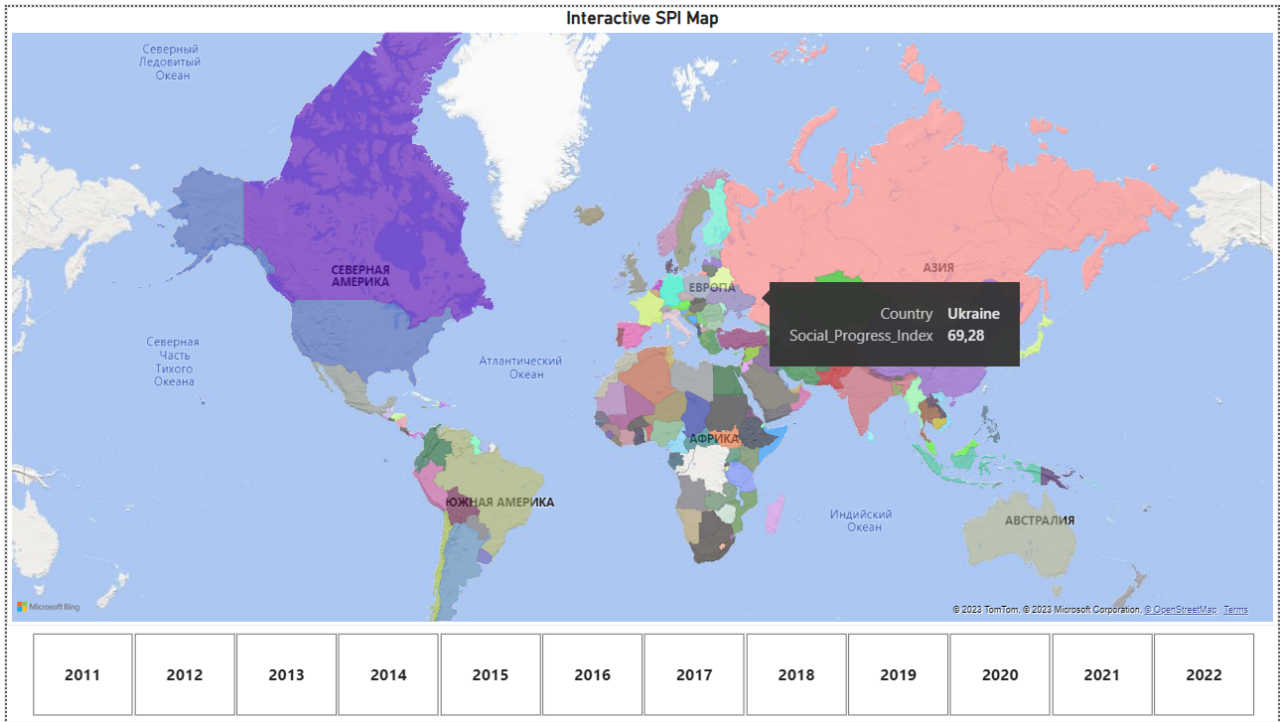 Interactive SPI Map
Северный
Ледовитый
Океан
СЕВЕРНАЯ
АМЕРИКА
АЗИЯ
ЕВРОПА
Country Ukraine
Social_Progress_Index 69,28
Северная
Часть
Тихого
Океана
Атлантический
Океан
АФРИКА
ЮЖНАЯ АМЕРИКА
Индийский
Океан
АВСТРАЛИЯ
Microsoft Bing
© 2023 TomTom, © 2023 Microsoft Corporation, © OpenStreetMap Terms
2011 2012 2013 2014 2015 2016 2017 2018 2019 2020 2021 2022